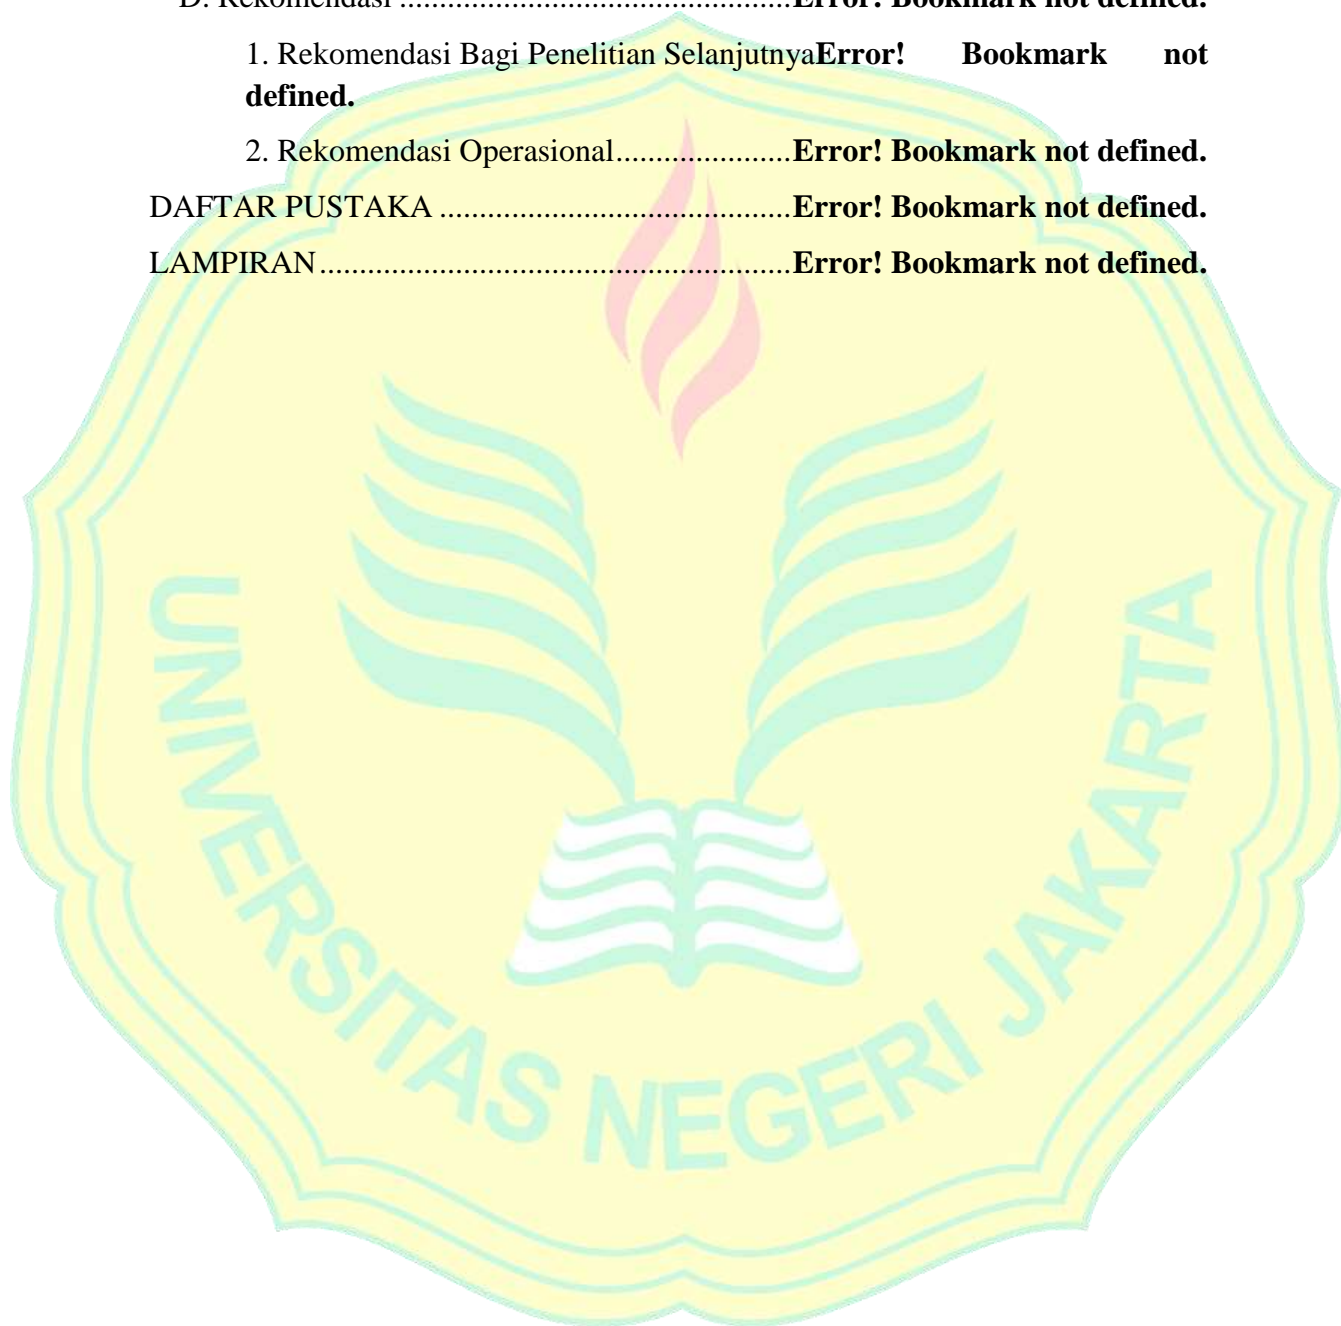 D. Rekomendasi .................................................Error! Bookmark not defined.
1. Rekomendasi Bagi Penelitian SelanjutnyaError! Bookmark not
defined.
2. Rekomendasi Operasional......................Error! Bookmark not defined.
DAFTAR PUSTAKA ............................................Error! Bookmark not defined.
LAMPIRAN...........................................................Error! Bookmark not defined.
UNIVERSITAS NEGERI JAKARTA